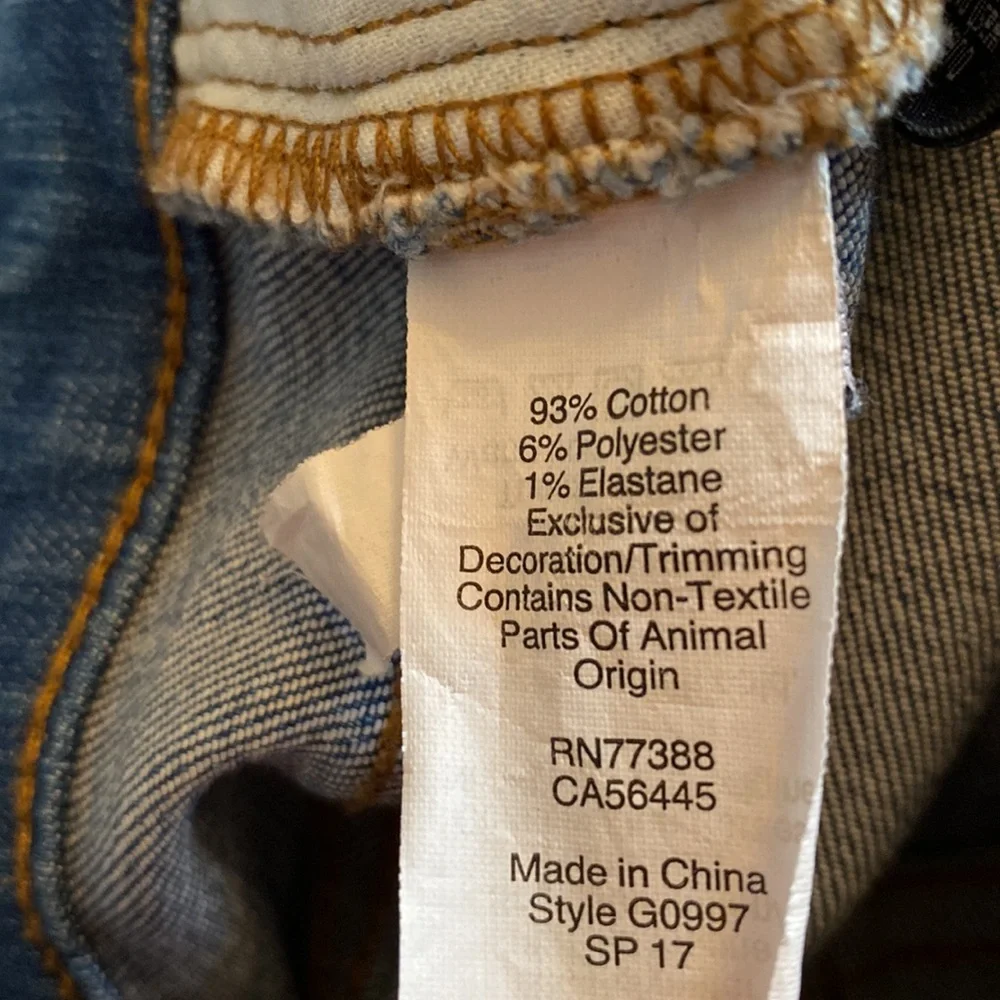 93% Cotton
6% Polyester
1% Elastane
Exclusive of
Decoration/Trimming
Contains Non-Textile
Parts Of Animal
Origin
RN77388
CA56445
Made in China
Style G0997
SP 17